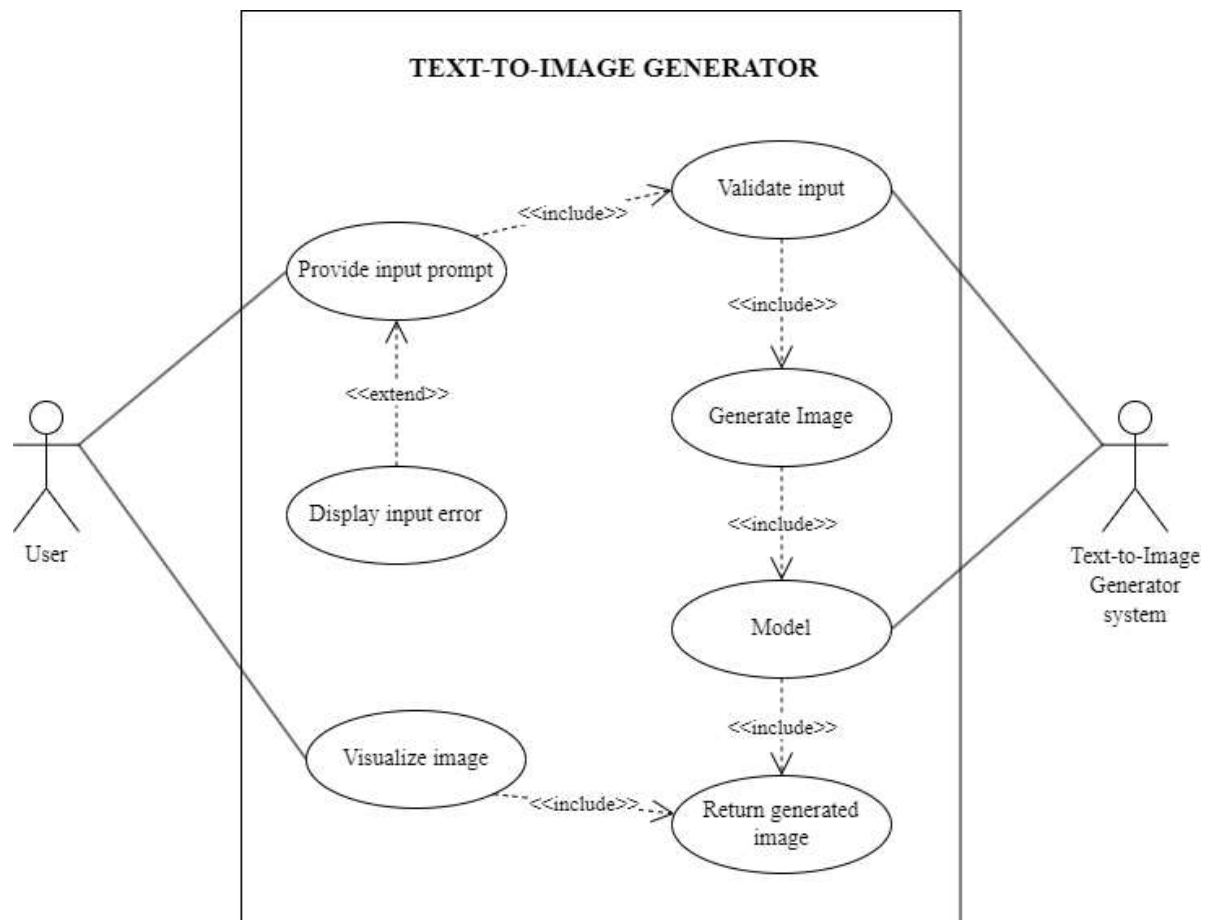 TEXT-TO-IMAGE GENERATOR
Validate input
<<include>>
Provide input prompt
<<include>>
<<extend>>
Generate Image
Display input error
<<include>>
User
Text-to-Image
Generator
system
Model
<<include>>
Visualize image
<<include>>
Return generated
image